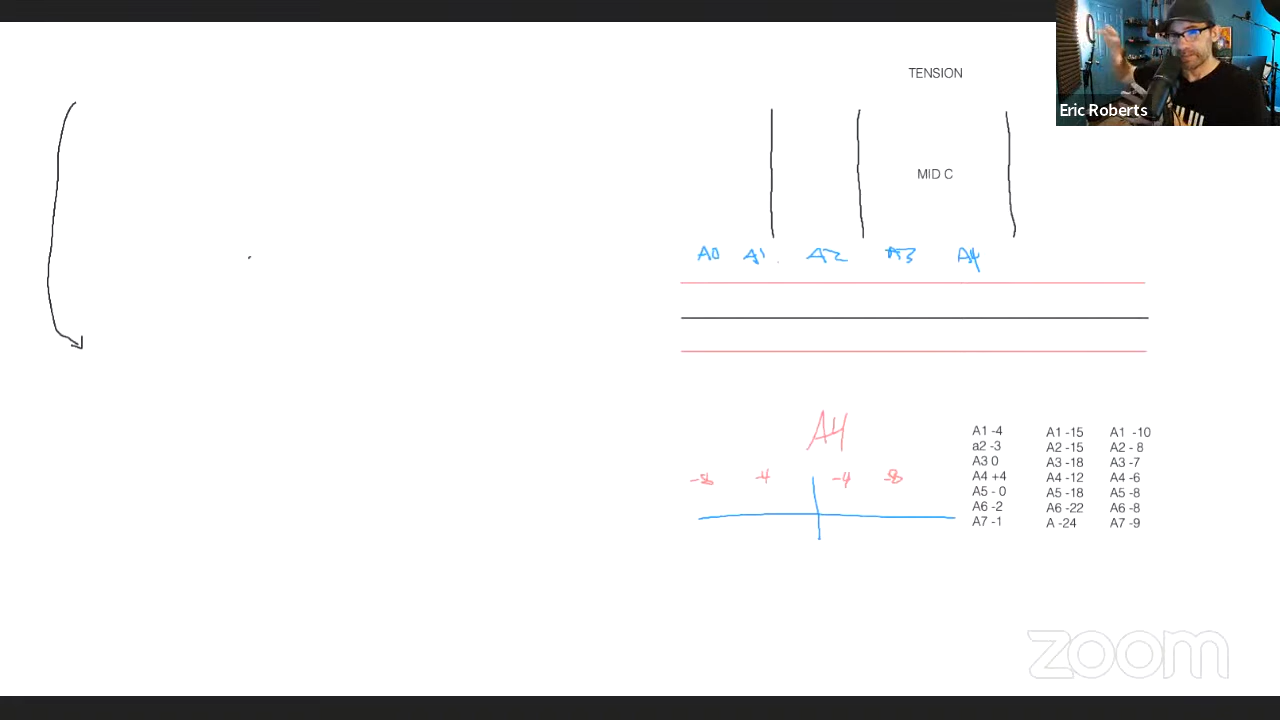 TENSION
Eric Roberts
MID C
A0 A1 A2 A3 A4
A4
-8 -4 -4 -8
A1 -4
a2 -3
A3 0
A4 +4
A5 - 0
A6 -2
A7 -1
A1 -15
A2 -15
A3 -18
A4 -12
A5 -18
A6 -22
A -24
A1 -10
A2 - 8
A3 -7
A4 -6
A5 -8
A6 -8
A7 -9
zoom